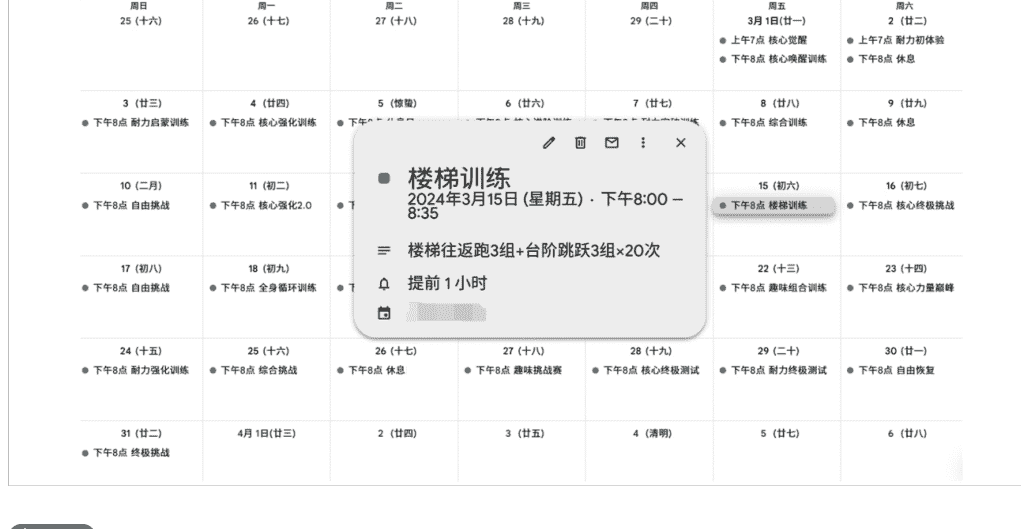 周日 周一 周二 周三 周四 周五 周六
25 (十六) 26 (十七) 27 (十八) 28 (十九) 29 (二十) 3月 1日(廿一) 2 (廿二)
上午7点 核心觉醒 上午7点 耐力初体验
下午8点 核心唤醒训练 下午8点 休息
3 (廿三) 4 (廿四) 5 (惊蛰) 6 (廿六) 7 (廿七) 8 (廿八) 9 (廿九)
下午8点 耐力启蒙训练 下午8点 核心强化训练 下午8点 下午8点 综合训练 下午8点 休息
楼梯训练
2024年3月15日 (星期五) · 下午8:00 –
8:35
楼梯往返跑3组+台阶跳跃3组×20次
提前 1 小时
10 (二月) 11 (初二) 15 (初六) 16 (初七)
下午8点 自由挑战 下午8点 核心强化2.0 下午8点 楼梯训练 下午8点 核心终极挑战
17 (初八) 18 (初九) 22 (十三) 23 (十四)
下午8点 自由挑战 下午8点 全身循环训练 下午8点 趣味组合训练 下午8点 核心力量巅峰
24 (十五) 25 (十六) 26 (十七) 27 (十八) 28 (十九) 29 (二十) 30 (廿一)
下午8点 耐力强化训练 下午8点 综合挑战 下午8点 休息 下午8点 趣味挑战赛 下午8点 核心终极测试 下午8点 耐力终极测试 下午8点 自由恢复
31 (廿二) 4月 1日(廿三) 2 (廿四) 3 (廿五) 4 (清明) 5 (廿七) 6 (廿八)
下午8点 终极挑战